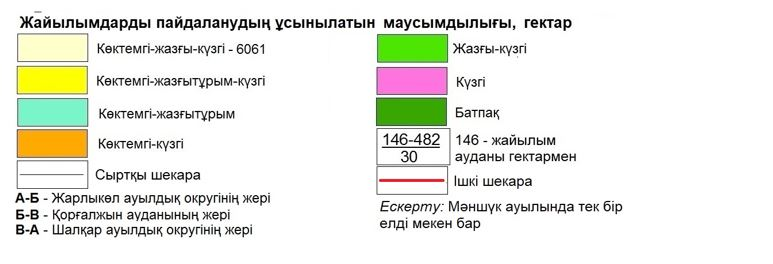 Жайылымдарды пайдаланудың ұсынылатын маусымдылығы, гектар
Көктемгі-жазғы-күзгі - 6061
Көктемгі-жазғытұрым-күзгі
Көктемгі-жазғытұрым
Көктемгі-күзгі
Сыртқы шекара
А-Б - Жарлыкөл ауылдық округінің жері
Б-В - Қорғалжын ауданының жері
В-А - Шалқар ауылдық округінің жері
Жазғы-күзгі
Күзгі
Батпақ
146-482
30
146 - жайылым
ауданы гектармен
Ішкі шекара
Ескерту: Мәншүк ауылында тек бір
елді мекен бар